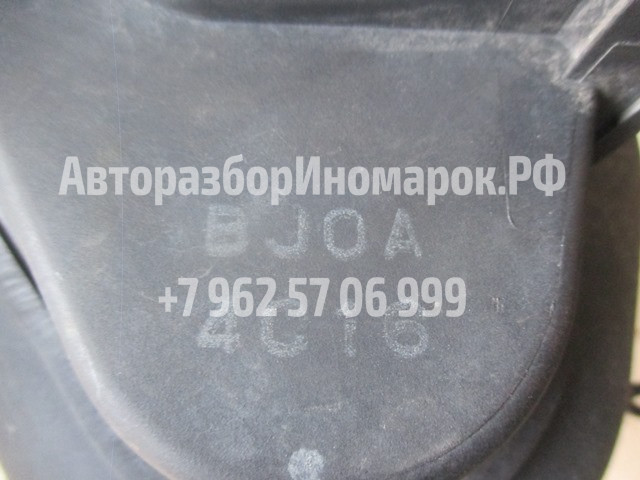 АвторазборИномарок.РФ
BJ0A
+7 962 57 06 999
4C16